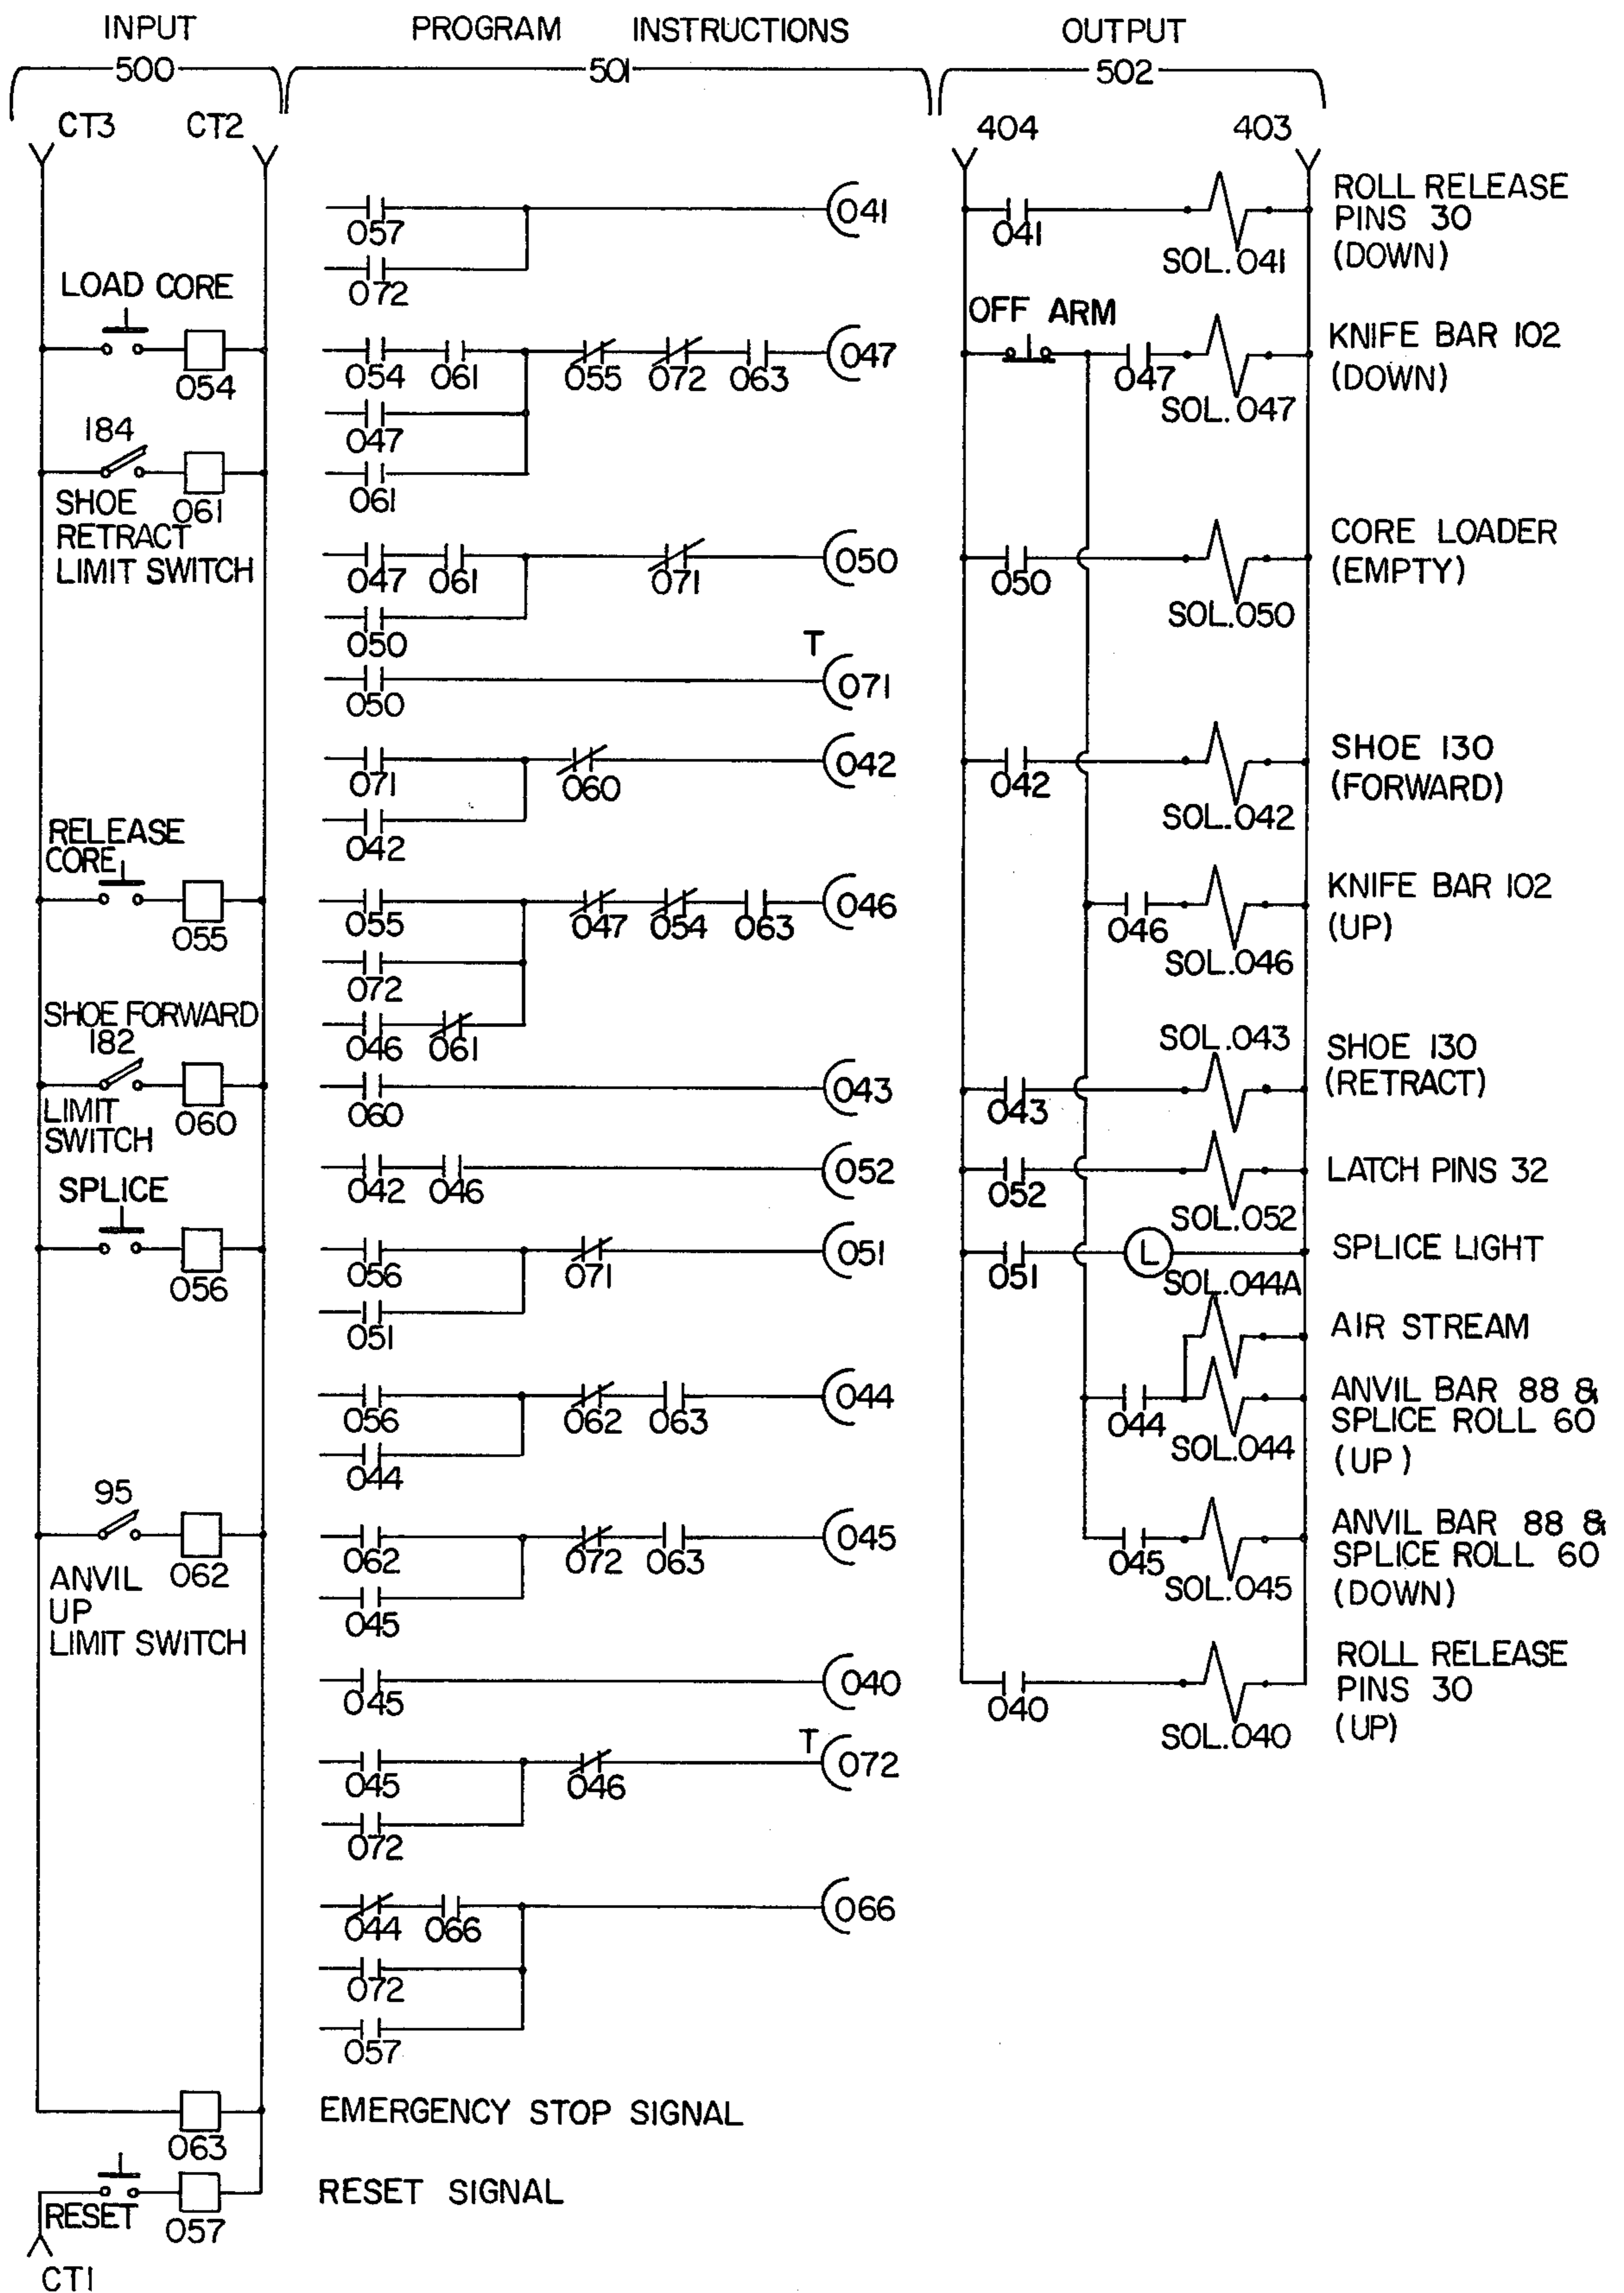 INPUT PROGRAM INSTRUCTIONS OUTPUT
500 501 502
CT3 CT2 404 403
057 041
072
041 SOL.041
ROLL RELEASE
PINS 30
(DOWN)
LOAD CORE
054
054 061 055 072 063 047
047
061
OFF ARM
047 SOL.047
KNIFE BAR 102
(DOWN)
184
061
SHOE
RETRACT
LIMIT SWITCH
047 061 071 050
050
050 SOL.050
CORE LOADER
(EMPTY)
T
050 071
071 060 042
042
042 SOL.042
SHOE 130
(FORWARD)
RELEASE
CORE
055
055 047 054 063 046
072
046 061
046 SOL.046
KNIFE BAR 102
(UP)
SHOE FORWARD
182
060
LIMIT
SWITCH
060 043
043 SOL.043
SHOE 130
(RETRACT)
042 046 052
052 SOL.052
LATCH PINS 32
SPLICE
056
056 071 051
051
051 L
SPLICE LIGHT
SOL.044A
AIR STREAM
056 062 063 044
044
044 SOL.044
ANVIL BAR 88 &
SPLICE ROLL 60
(UP)
95
062
ANVIL
UP
LIMIT SWITCH
062 072 063 045
045
045 SOL.045
ANVIL BAR 88 &
SPLICE ROLL 60
(DOWN)
045 040
040 SOL.040
ROLL RELEASE
PINS 30
(UP)
T
045 046 072
072
044 066 066
072
057
063
EMERGENCY STOP SIGNAL
RESET
057
RESET SIGNAL
CT1